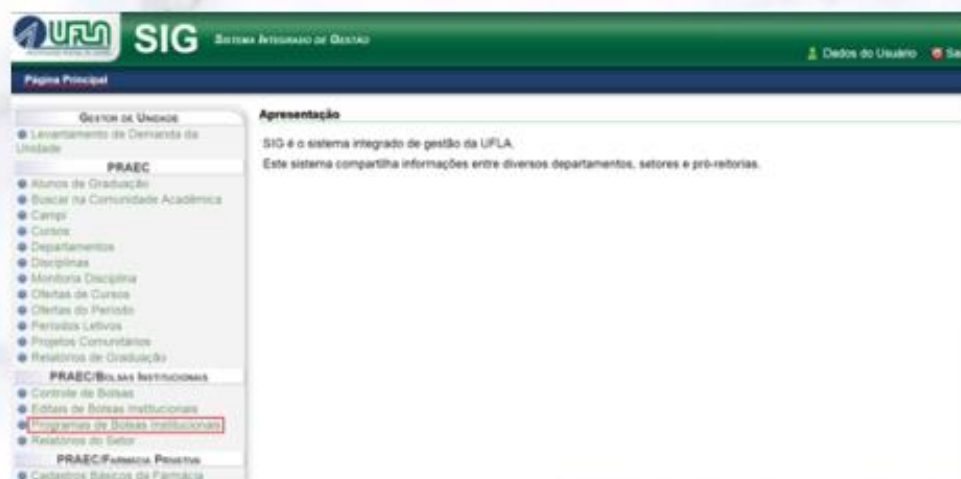 UFLA
SIG Sistema Integrado de Gestão
Dados do Usuário
Página Principal
Gestor de Unidade
Levantamento de Demanda da
Unidade
PRAEC
Alunos de Graduação
Buscar na Comunidade Acadêmica
Campi
Cursos
Departamentos
Disciplinas
Monitoria Disciplina
Ofertas de Cursos
Ofertas do Período
Períodos Letivos
Projetos Comunitários
Relatórios de Graduação
PRAEC/Bolsas Institucionais
Controle de Bolsas
Editais de Bolsas Institucionais
Programas de Bolsas Institucionais
Relatórios do Setor
PRAEC/Farmácia Privativa
Cadastros Básicos da Farmácia
Apresentação
SIG é o sistema integrado de gestão da UFLA.
Este sistema compartilha informações entre diversos departamentos, setores e pró-reitorias.